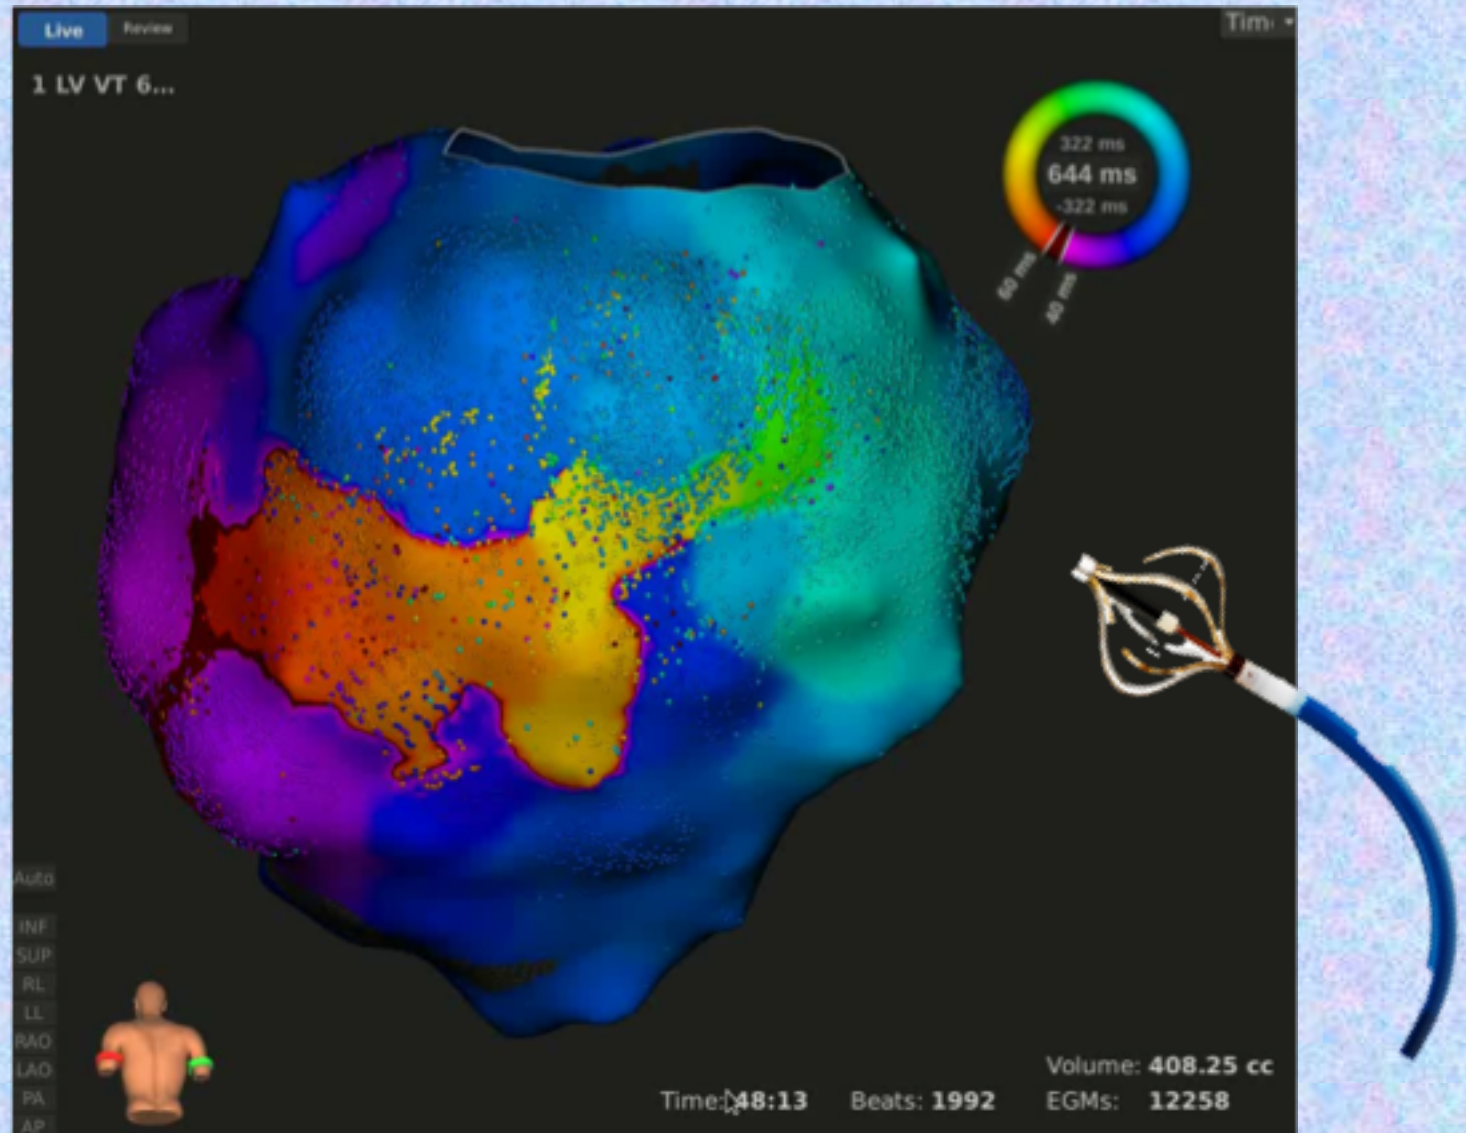 Live Review
Tim
1 LV VT 6...
322 ms
644 ms
-322 ms
60 ms
40 ms
Auto
INF
SUP
RL
LL
RAO
LAO
PA
AP
Volume: 408.25 cc
Time: 48:13 Beats: 1992 EGMs: 12258